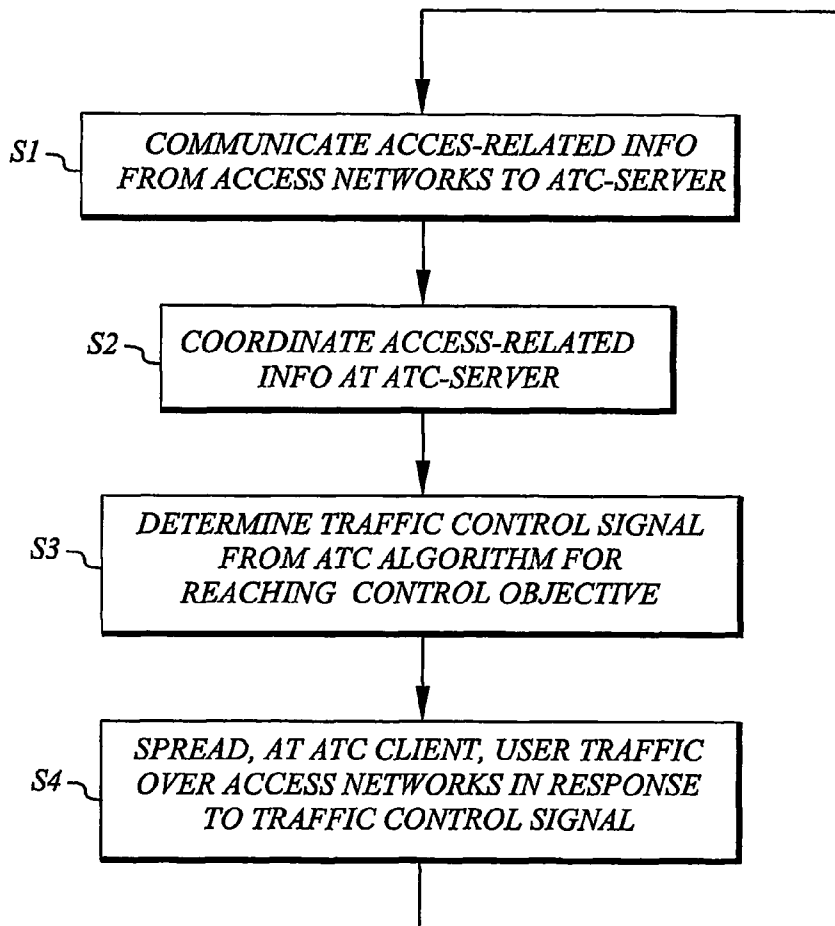 S1
COMMUNICATE ACCES-RELATED INFO
FROM ACCESS NETWORKS TO ATC-SERVER
S2
COORDINATE ACCESS-RELATED
INFO AT ATC-SERVER
S3
DETERMINE TRAFFIC CONTROL SIGNAL
FROM ATC ALGORITHM FOR
REACHING CONTROL OBJECTIVE
S4
SPREAD, AT ATC CLIENT, USER TRAFFIC
OVER ACCESS NETWORKS IN RESPONSE
TO TRAFFIC CONTROL SIGNAL